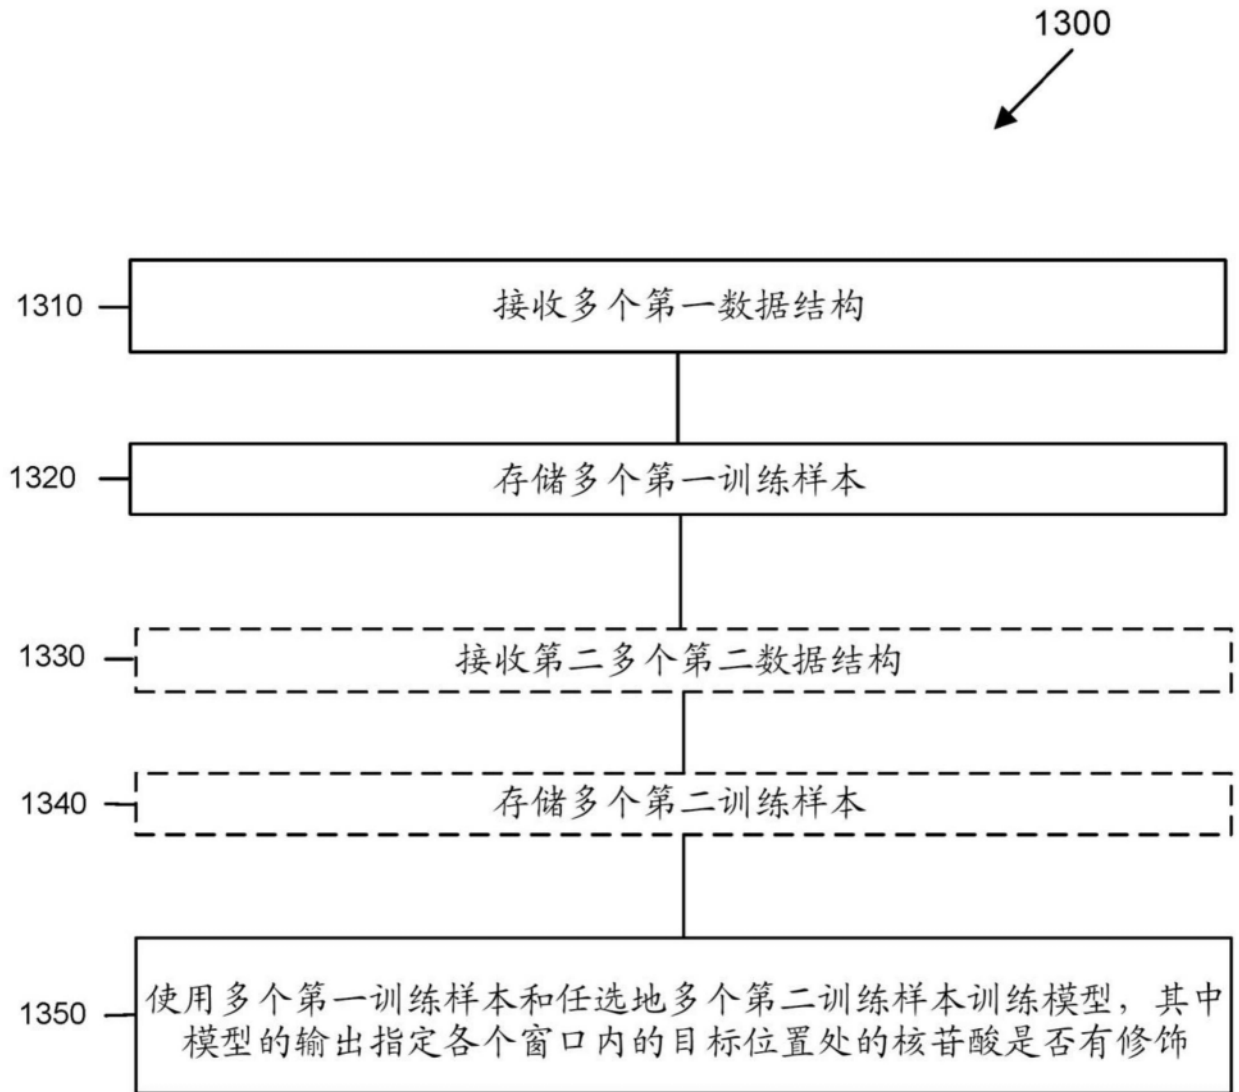 1300
1310
接收多个第一数据结构
1320
存储多个第一训练样本
1330
接收第二多个第二数据结构
1340
存储多个第二训练样本
1350
使用多个第一训练样本和任选地多个第二训练样本训练模型，其中
模型的输出指定各个窗口内的目标位置处的核苷酸是否有修饰